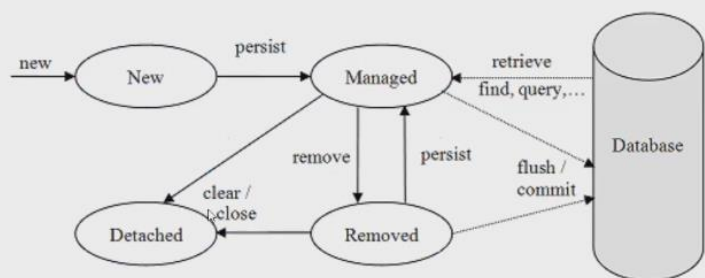 new
New
persist
Managed
retrieve
find, query,...
Database
remove
persist
flush /
commit
clear /
close
Detached
Removed